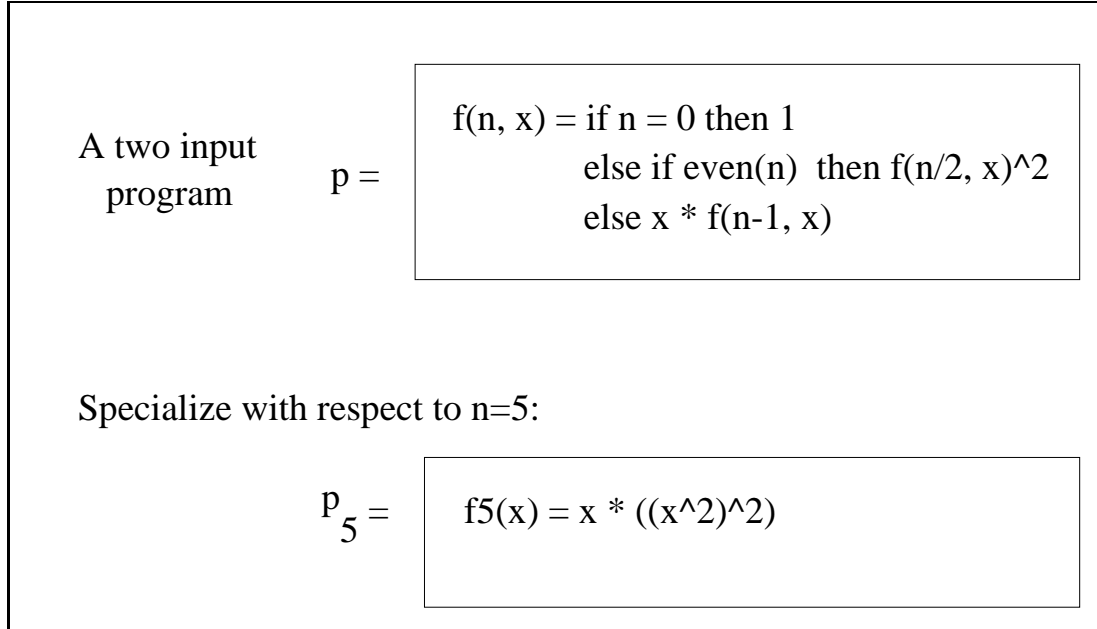 A two input
program
p =
f(n, x) = if n = 0 then 1
else if even(n) then f(n/2, x)^2
else x * f(n-1, x)
Specialize with respect to n=5:
p5 =
f5(x) = x * ((x^2)^2)